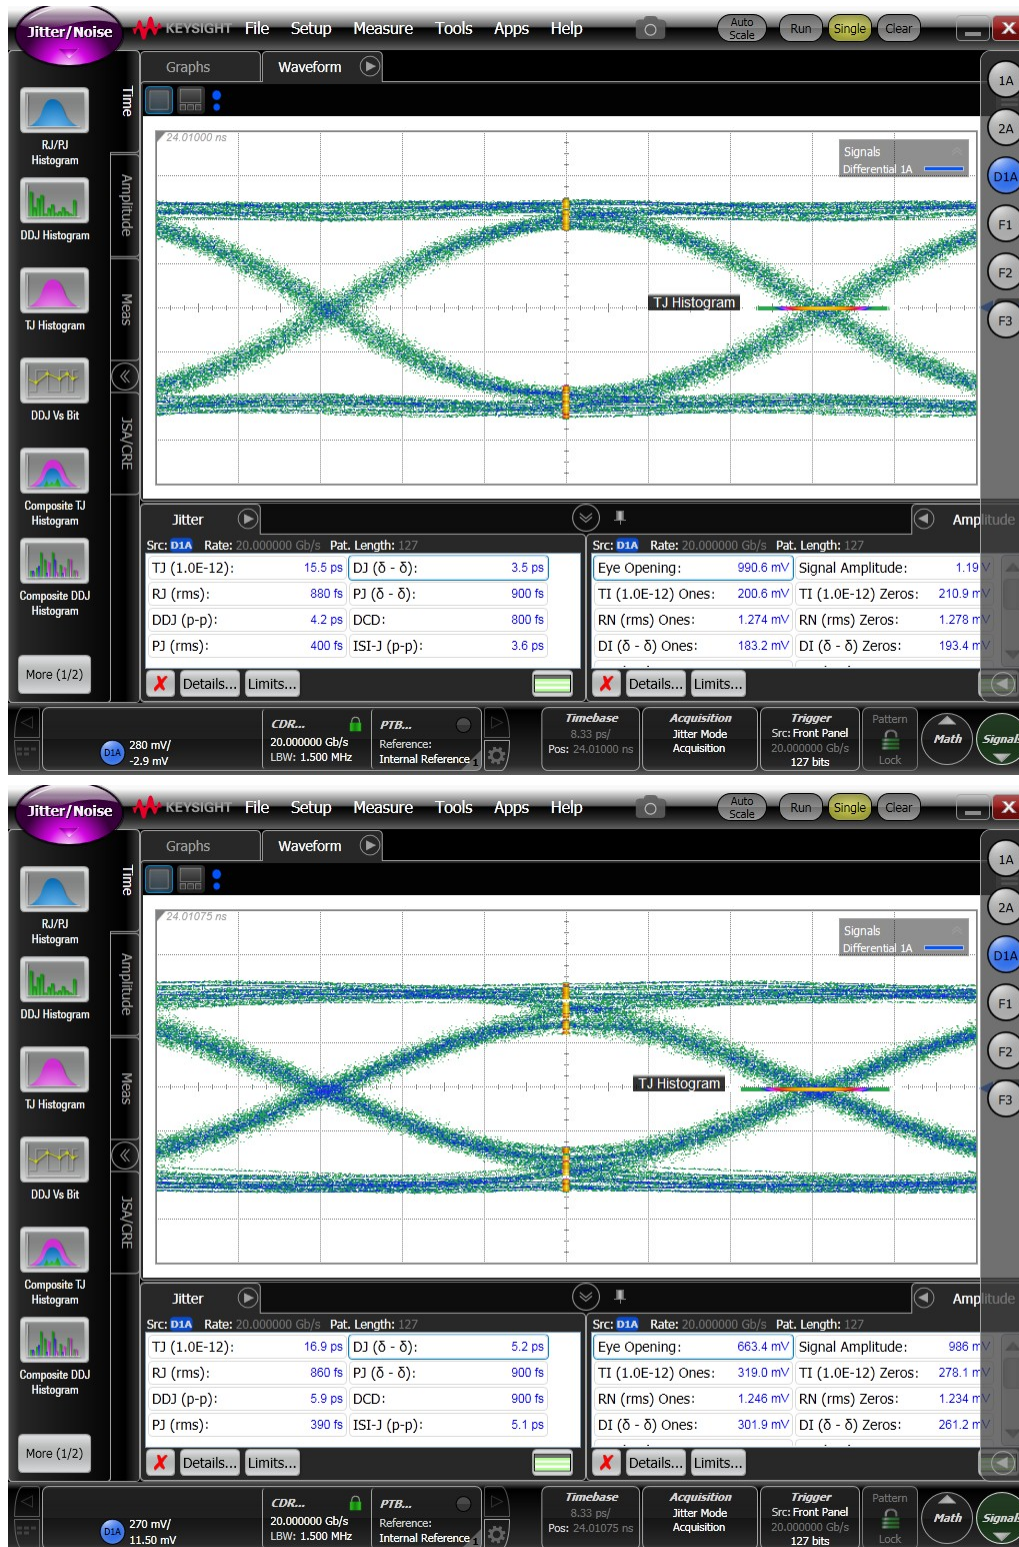 Jitter/Noise KEYSIGHT File Setup Measure Tools Apps Help Auto Scale Run Single Clear X
Graphs Waveform
Time
Amplitude
Meas
JSA/CRE
RJ/PJ
Histogram
DDJ Histogram
TJ Histogram
DDJ Vs Bit
Composite TJ
Histogram
Composite DDJ
Histogram
More (1/2)
24.01000 ns
Signals
Differential 1A
TJ Histogram
1A
2A
D1A
F1
F2
F3
Jitter Amplitude
Src: D1A Rate: 20.000000 Gb/s Pat. Length: 127
TJ (1.0E-12): 15.5 ps DJ (δ - δ): 3.5 ps
RJ (rms): 880 fs PJ (δ - δ): 900 fs
DDJ (p-p): 4.2 ps DCD: 800 fs
PJ (rms): 400 fs ISI-J (p-p): 3.6 ps
Src: D1A Rate: 20.000000 Gb/s Pat. Length: 127
Eye Opening: 990.6 mV Signal Amplitude: 1.19 V
TI (1.0E-12) Ones: 200.6 mV TI (1.0E-12) Zeros: 210.9 mV
RN (rms) Ones: 1.274 mV RN (rms) Zeros: 1.278 mV
DI (δ - δ) Ones: 183.2 mV DI (δ - δ) Zeros: 193.4 mV
Details... Limits... Details... Limits...
D1A 280 mV/
-2.9 mV
CDR...
20.000000 Gb/s
LBW: 1.500 MHz
PTB...
Reference:
Internal Reference
1
Timebase
8.33 ps/
Pos: 24.01000 ns
Acquisition
Jitter Mode
Acquisition
Trigger
Src: Front Panel
20.000000 Gb/s
127 bits
Pattern
Lock
Math
Signals
Jitter/Noise KEYSIGHT File Setup Measure Tools Apps Help Auto Scale Run Single Clear X
Graphs Waveform
Time
Amplitude
Meas
JSA/CRE
RJ/PJ
Histogram
DDJ Histogram
TJ Histogram
DDJ Vs Bit
Composite TJ
Histogram
Composite DDJ
Histogram
More (1/2)
24.01075 ns
Signals
Differential 1A
TJ Histogram
1A
2A
D1A
F1
F2
F3
Jitter Amplitude
Src: D1A Rate: 20.000000 Gb/s Pat. Length: 127
TJ (1.0E-12): 16.9 ps DJ (δ - δ): 5.2 ps
RJ (rms): 860 fs PJ (δ - δ): 900 fs
DDJ (p-p): 5.9 ps DCD: 900 fs
PJ (rms): 390 fs ISI-J (p-p): 5.1 ps
Src: D1A Rate: 20.000000 Gb/s Pat. Length: 127
Eye Opening: 663.4 mV Signal Amplitude: 986 mV
TI (1.0E-12) Ones: 319.0 mV TI (1.0E-12) Zeros: 278.1 mV
RN (rms) Ones: 1.246 mV RN (rms) Zeros: 1.234 mV
DI (δ - δ) Ones: 301.9 mV DI (δ - δ) Zeros: 261.2 mV
Details... Limits... Details... Limits...
D1A 270 mV/
11.50 mV
CDR...
20.000000 Gb/s
LBW: 1.500 MHz
PTB...
Reference:
Internal Reference
1
Timebase
8.33 ps/
Pos: 24.01075 ns
Acquisition
Jitter Mode
Acquisition
Trigger
Src: Front Panel
20.000000 Gb/s
127 bits
Pattern
Lock
Math
Signals